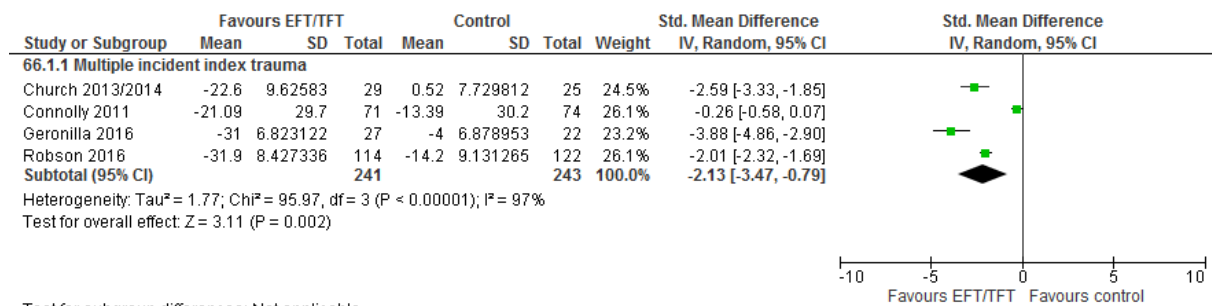 Favours EFT/TFT Control Std. Mean Difference Std. Mean Difference
Study or Subgroup Mean SD Total Mean SD Total Weight IV, Random, 95% CI IV, Random, 95% CI
66.1.1 Multiple incident index trauma
Church 2013/2014 -22.6 9.62583 29 0.52 7.729812 25 24.5% -2.59 [-3.33, -1.85]
Connolly 2011 -21.09 29.7 71 -13.39 30.2 74 26.1% -0.26 [-0.58, 0.07]
Geronilla 2016 -31 6.823122 27 -4 6.878953 22 23.2% -3.88 [-4.86, -2.90]
Robson 2016 -31.9 8.427336 114 -14.2 9.131265 122 26.1% -2.01 [-2.32, -1.69]
Subtotal (95% CI) 241 243 100.0% -2.13 [-3.47, -0.79]
Heterogeneity: Tau² = 1.77; Chi² = 95.97, df = 3 (P < 0.00001); I² = 97%
Test for overall effect: Z = 3.11 (P = 0.002)
-10 -5 0 5 10
Favours EFT/TFT Favours control